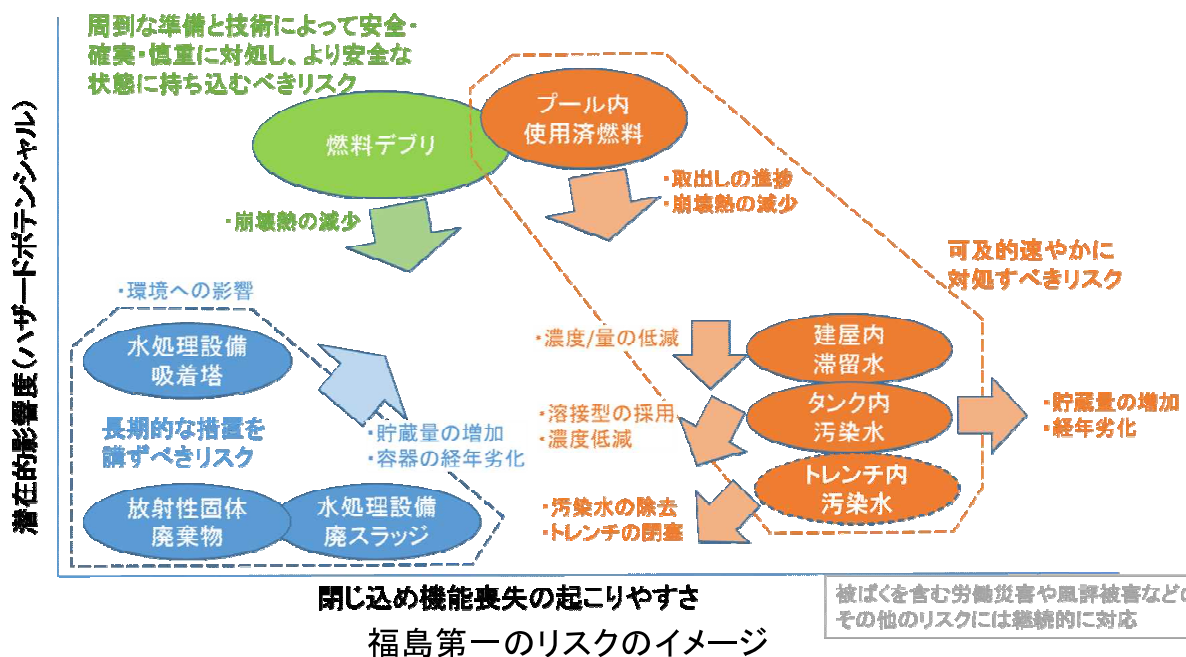 周到な準備と技術によって安全・
確実・慎重に対処し、より安全な
状態に持ち込むべきリスク
プール内
使用済燃料
燃料デブリ
・取出しの進捗
・崩壊熱の減少
・崩壊熱の減少
可及的速やかに
対処すべきリスク
・環境への影響
水処理設備
吸着塔
・濃度/量の低減
建屋内
滞留水
長期的な措置を
講ずべきリスク
・貯蔵量の増加
・容器の経年劣化
・溶接型の採用
・濃度低減
タンク内
汚染水
・貯蔵量の増加
・経年劣化
トレンチ内
汚染水
放射性固体
廃棄物
水処理設備
廃スラッジ
・汚染水の除去
・トレンチの閉塞
潜在的影響度(ハザードポテンシャル)
閉じ込め機能喪失の起こりやすさ
被ばくを含む労働災害や風評被害などの
その他のリスクには継続的に対応
福島第一のリスクのイメージ